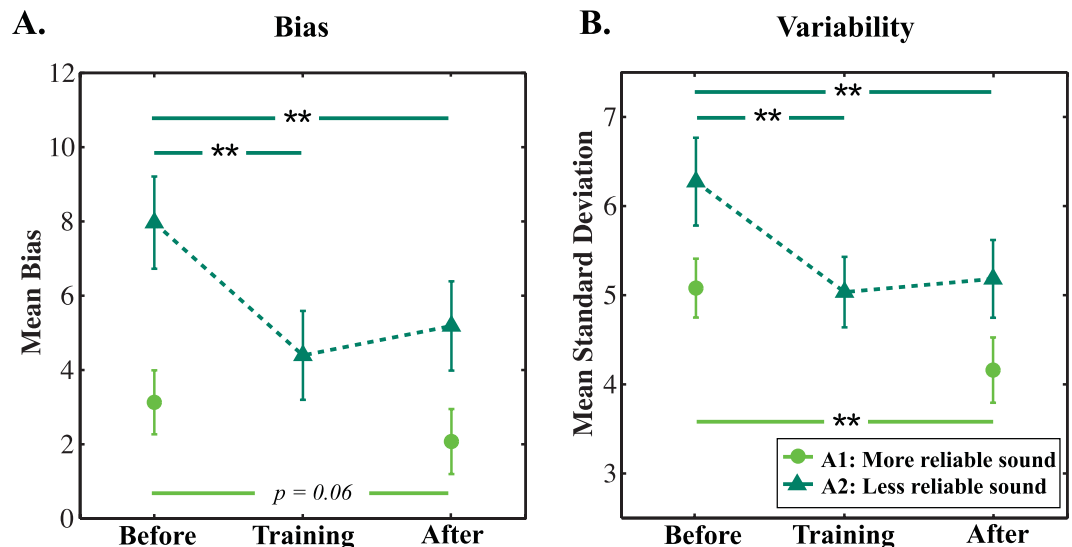 A.
Bias
12
10
8
6
4
2
0
Mean Bias
**
**
p = 0.06
Before
Training
After
B.
Variability
7
6
5
4
3
Mean Standard Deviation
**
**
**
A1: More reliable sound
A2: Less reliable sound
Before
Training
After